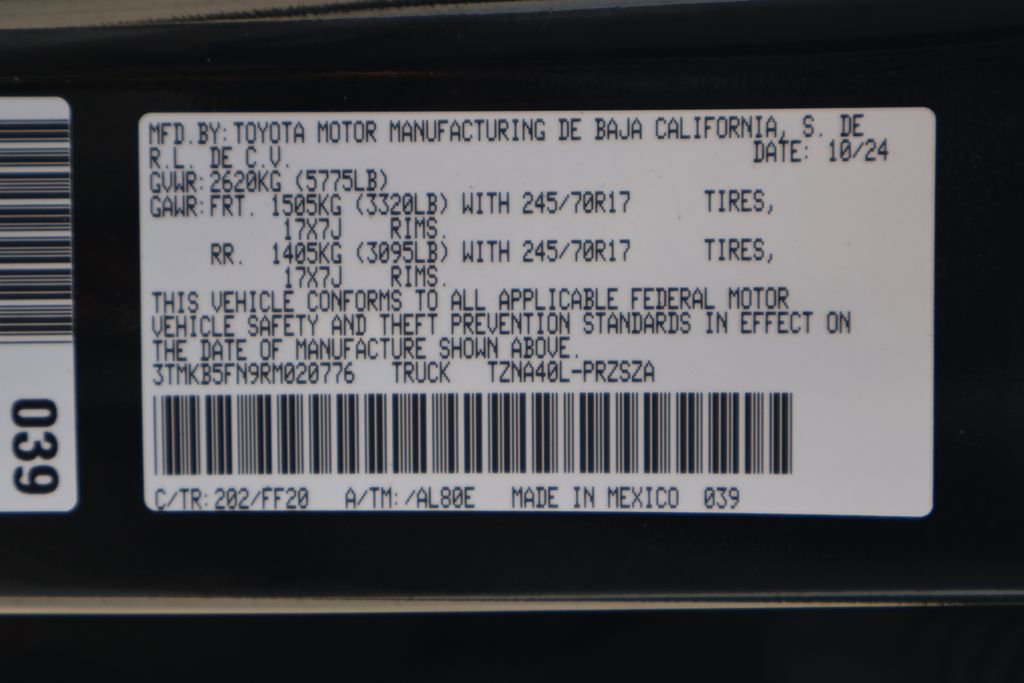 MFD.BY: TOYOTA MOTOR MANUFACTURING DE BAJA CALIFORNIA, S. DE
R.L. DE C.V. DATE: 10/24
GVWR: 2620KG (5775LB)
GAWR: FRT. 1505KG (3320LB) WITH 245/70R17 TIRES,
17X7J RIMS.
RR. 1405KG (3095LB) WITH 245/70R17 TIRES,
17X7J RIMS.
THIS VEHICLE CONFORMS TO ALL APPLICABLE FEDERAL MOTOR
VEHICLE SAFETY AND THEFT PREVENTION STANDARDS IN EFFECT ON
THE DATE OF MANUFACTURE SHOWN ABOVE.
3TMKB5FN9RM020776 TRUCK TZNA40L-PRZSZA
C/TR: 202/FF20 A/TM: /AL80E MADE IN MEXICO 039
039